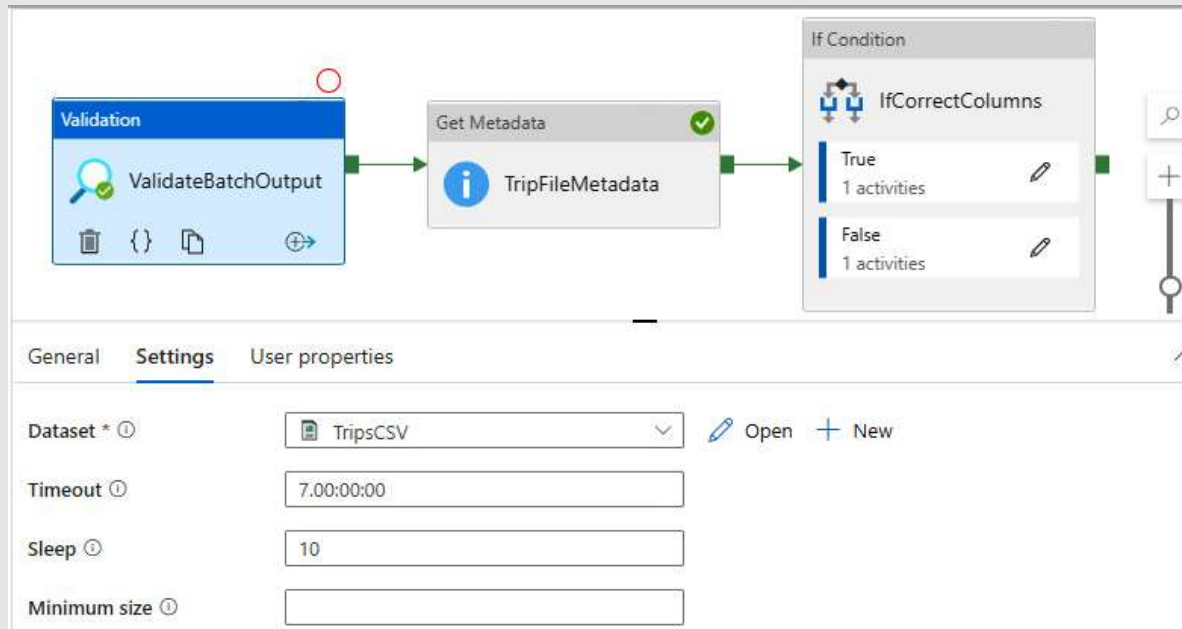 If Condition
Validation
Get Metadata
IfCorrectColumns
ValidateBatchOutput
TripFileMetadata
True
1 activities
{}
False
1 activities
General Settings User properties
Dataset * TripsCSV Open New
Timeout 7.00:00:00
Sleep 10
Minimum size